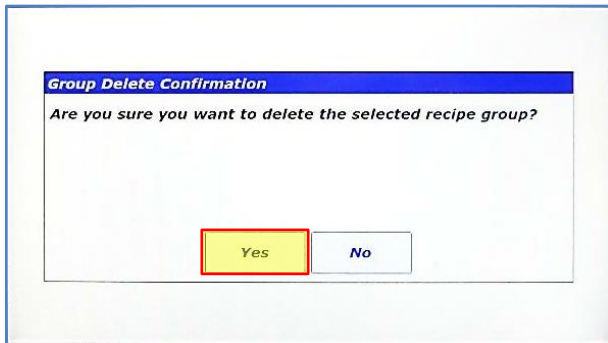 Group Delete Confirmation
Are you sure you want to delete the selected recipe group?
Yes
No